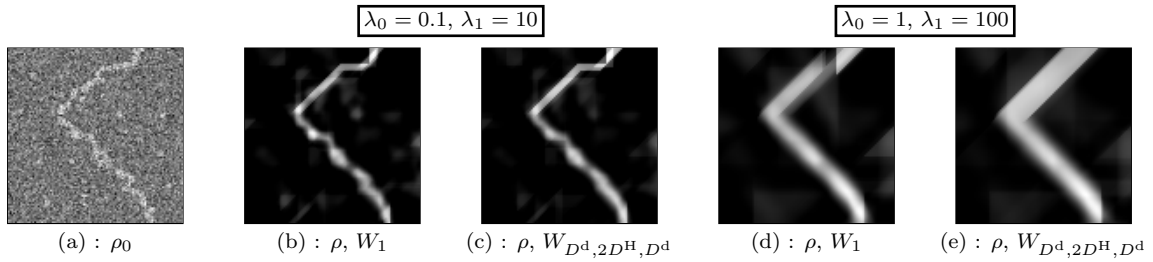 λ₀ = 0.1, λ₁ = 10
λ₀ = 1, λ₁ = 100
(a) : ρ₀
(b) : ρ, W₁
(c) : ρ, W_{D^d,2D^H,D^d}
(d) : ρ, W₁
(e) : ρ, W_{D^d,2D^H,D^d}